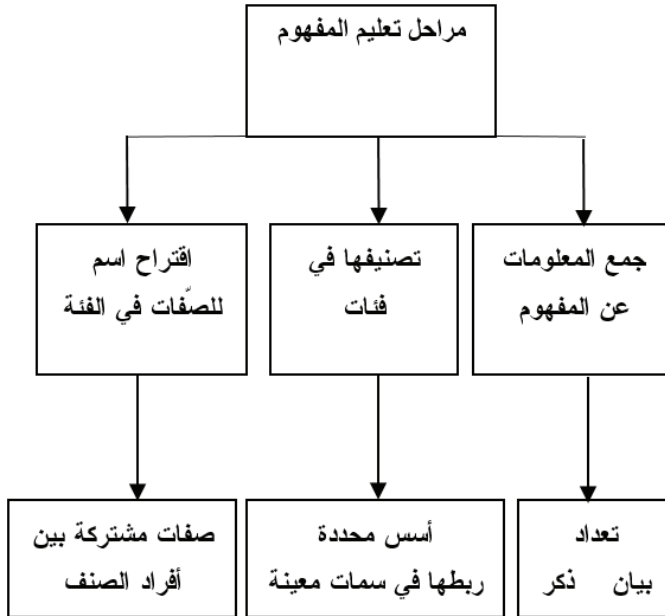 مراحل تعليم المفهوم
جمع المعلومات
عن المفهوم
تصنيفها في
فئات
اقتراح اسم
للصّفات في الفئة
تعداد
بيان ذكر
أسس محددة
ربطها في سمات معينة
صفات مشتركة بين
أفراد الصنف